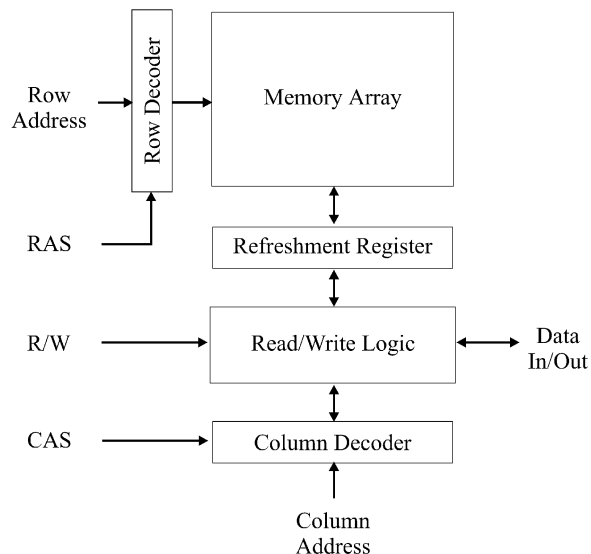 Row Decoder
Memory Array
Row
Address
RAS
Refreshment Register
R/W
Read/Write Logic
Data
In/Out
CAS
Column Decoder
Column
Address